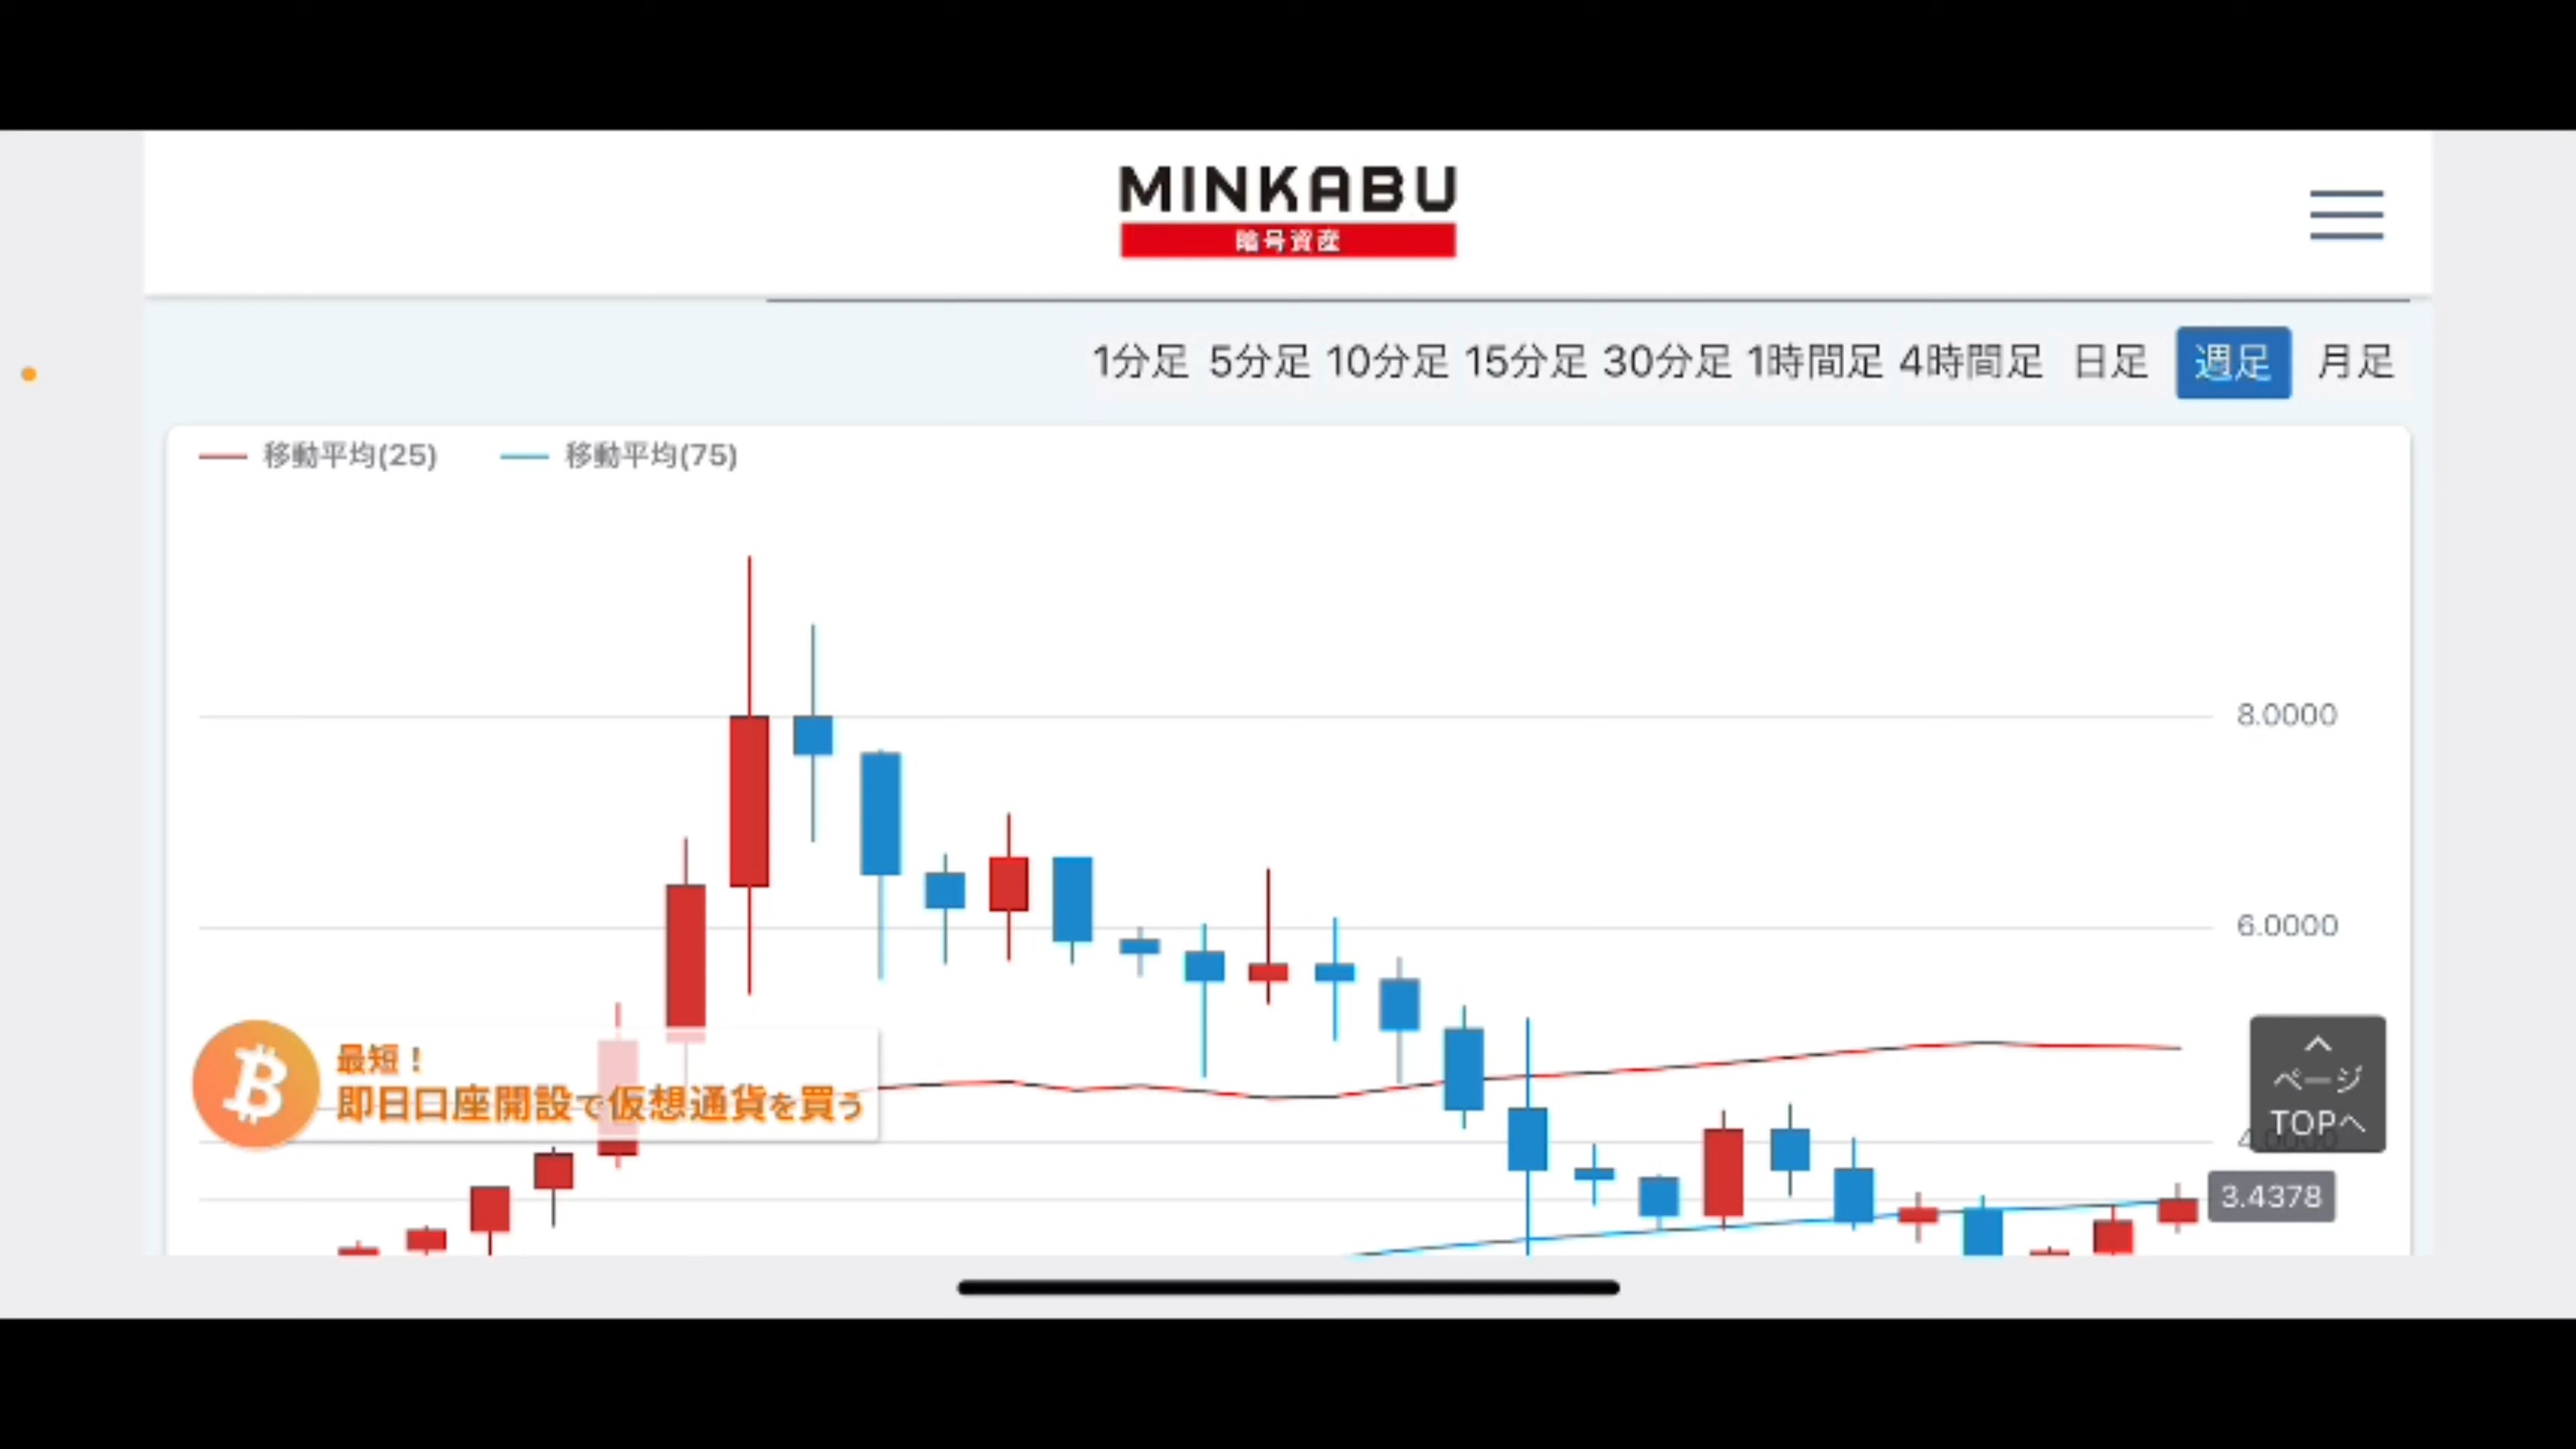 MINKABU
暗号資産
1分足 5分足 10分足 15分足 30分足 1時間足 4時間足 日足 週足 月足
移動平均(25) 移動平均(75)
8.0000
6.0000
4.0000
3.4378
最短！
即日口座開設で仮想通貨を買う
ページ
TOPへ